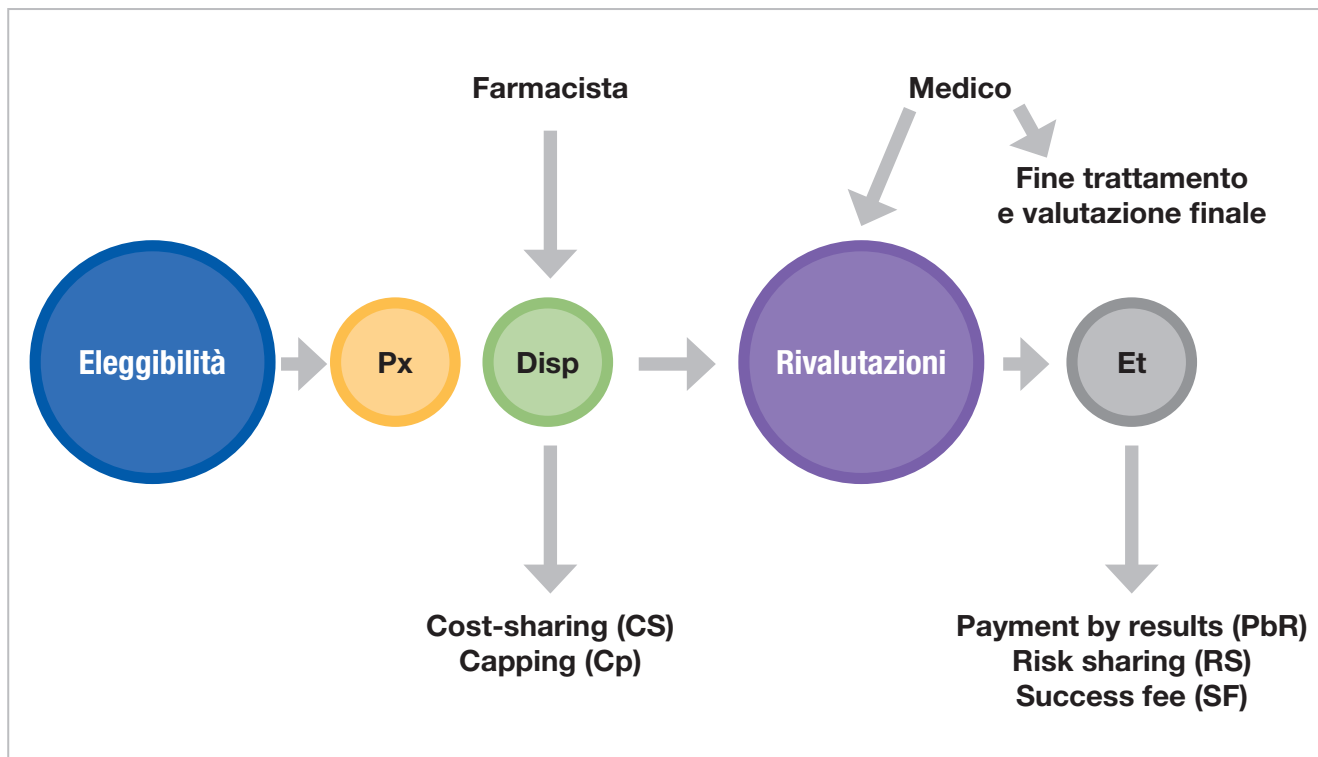 Farmacista
Medico
Fine trattamento
e valutazione finale
Eleggibilità
Px
Disp
Rivalutazioni
Et
Cost-sharing (CS)
Capping (Cp)
Payment by results (PbR)
Risk sharing (RS)
Success fee (SF)